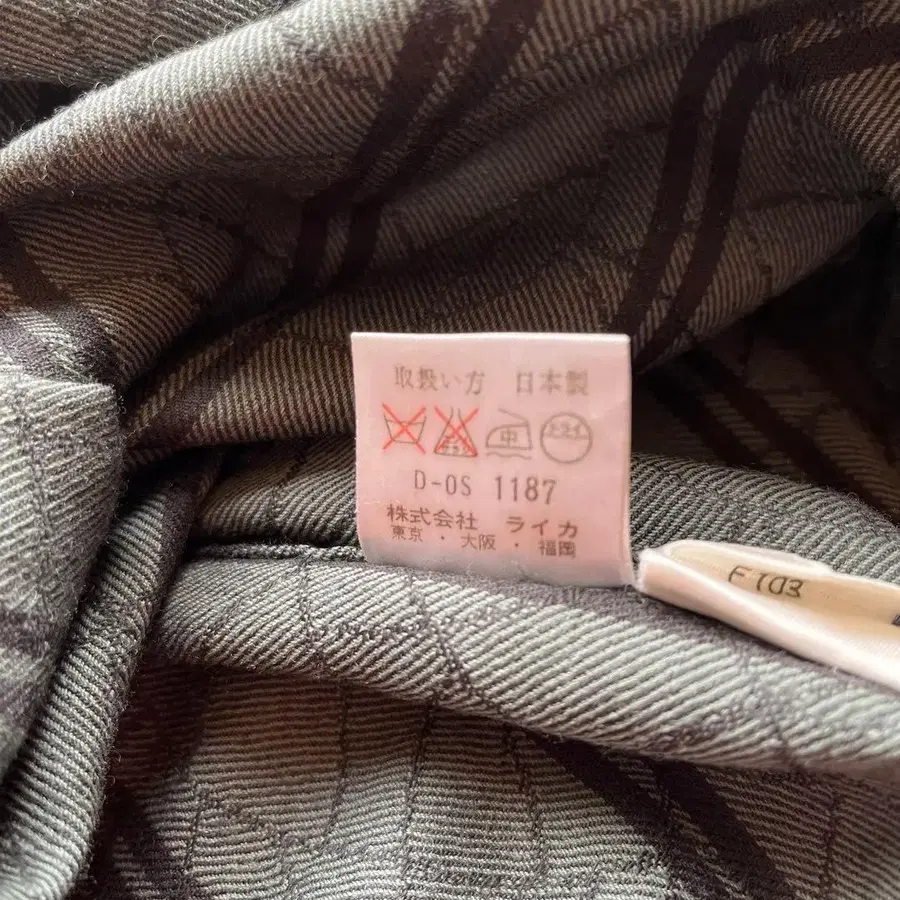 取扱い方 日本製
中 ドライ
D-0S 1187
株式会社 ライカ
東京・大阪・福岡
F103